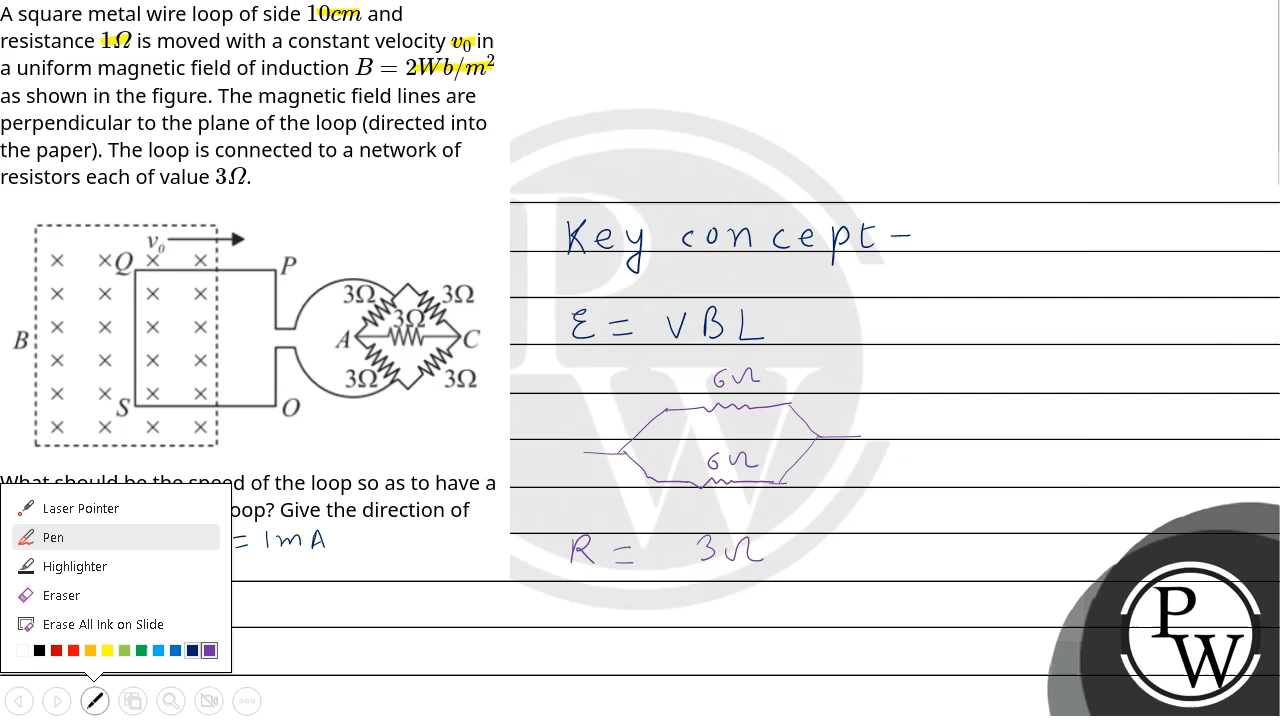 A square metal wire loop of side 10cm and
resistance 1Ω is moved with a constant velocity v₀ in
a uniform magnetic field of induction B = 2Wb/m²
as shown in the figure. The magnetic field lines are
perpendicular to the plane of the loop (directed into
the paper). The loop is connected to a network of
resistors each of value 3Ω.
v₀
Q P
3Ω 3Ω
3Ω
B A C
3Ω 3Ω
S O
What should be the speed of the loop so as to have a
oop? Give the direction of
= 1mA
Laser Pointer
Pen
Highlighter
Eraser
Erase All Ink on Slide
Key concept -
ε = VBL
6Ω
6Ω
R = 3Ω
PW
P
W